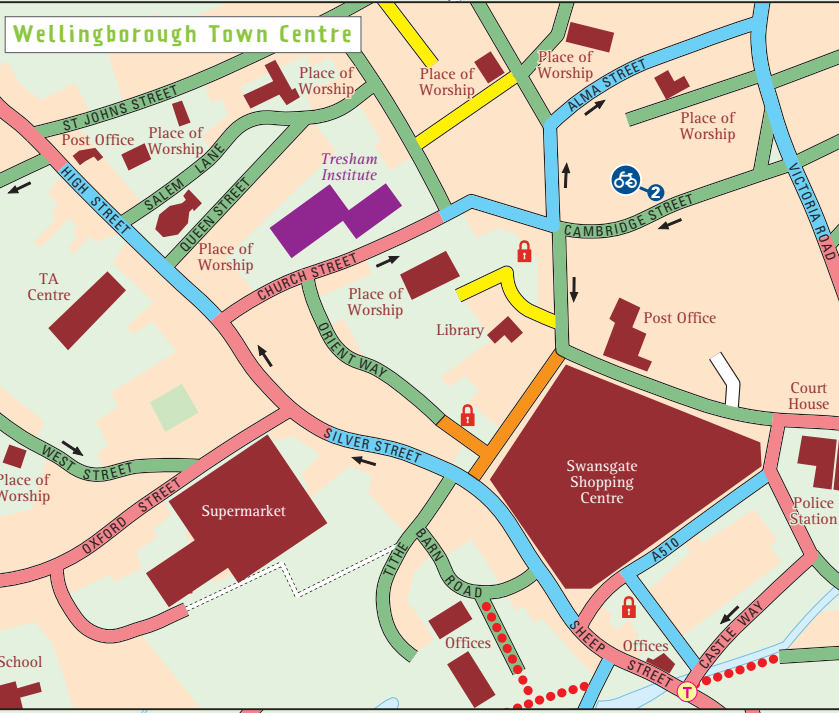 Wellingborough Town Centre
Place of
Worship
Place of
Worship
Place of
Worship
ST JOHNS STREET
ALMA STREET
Post Office
Place of
Worship
Place of
Worship
SALEM LANE
Tresham
Institute
HIGH STREET
QUEEN STREET
2
VICTORIA ROAD
CAMBRIDGE STREET
Place of
Worship
CHURCH STREET
TA
Centre
Place of
Worship
Library
Post Office
ORIENT WAY
Court
House
SILVER STREET
WEST STREET
Place of
Worship
Swansgate
Shopping
Centre
OXFORD STREET
Supermarket
Police
Station
A510
TITHE
BARN
ROAD
Offices
SHEEP
STREET
Offices
CASTLE WAY
School
T